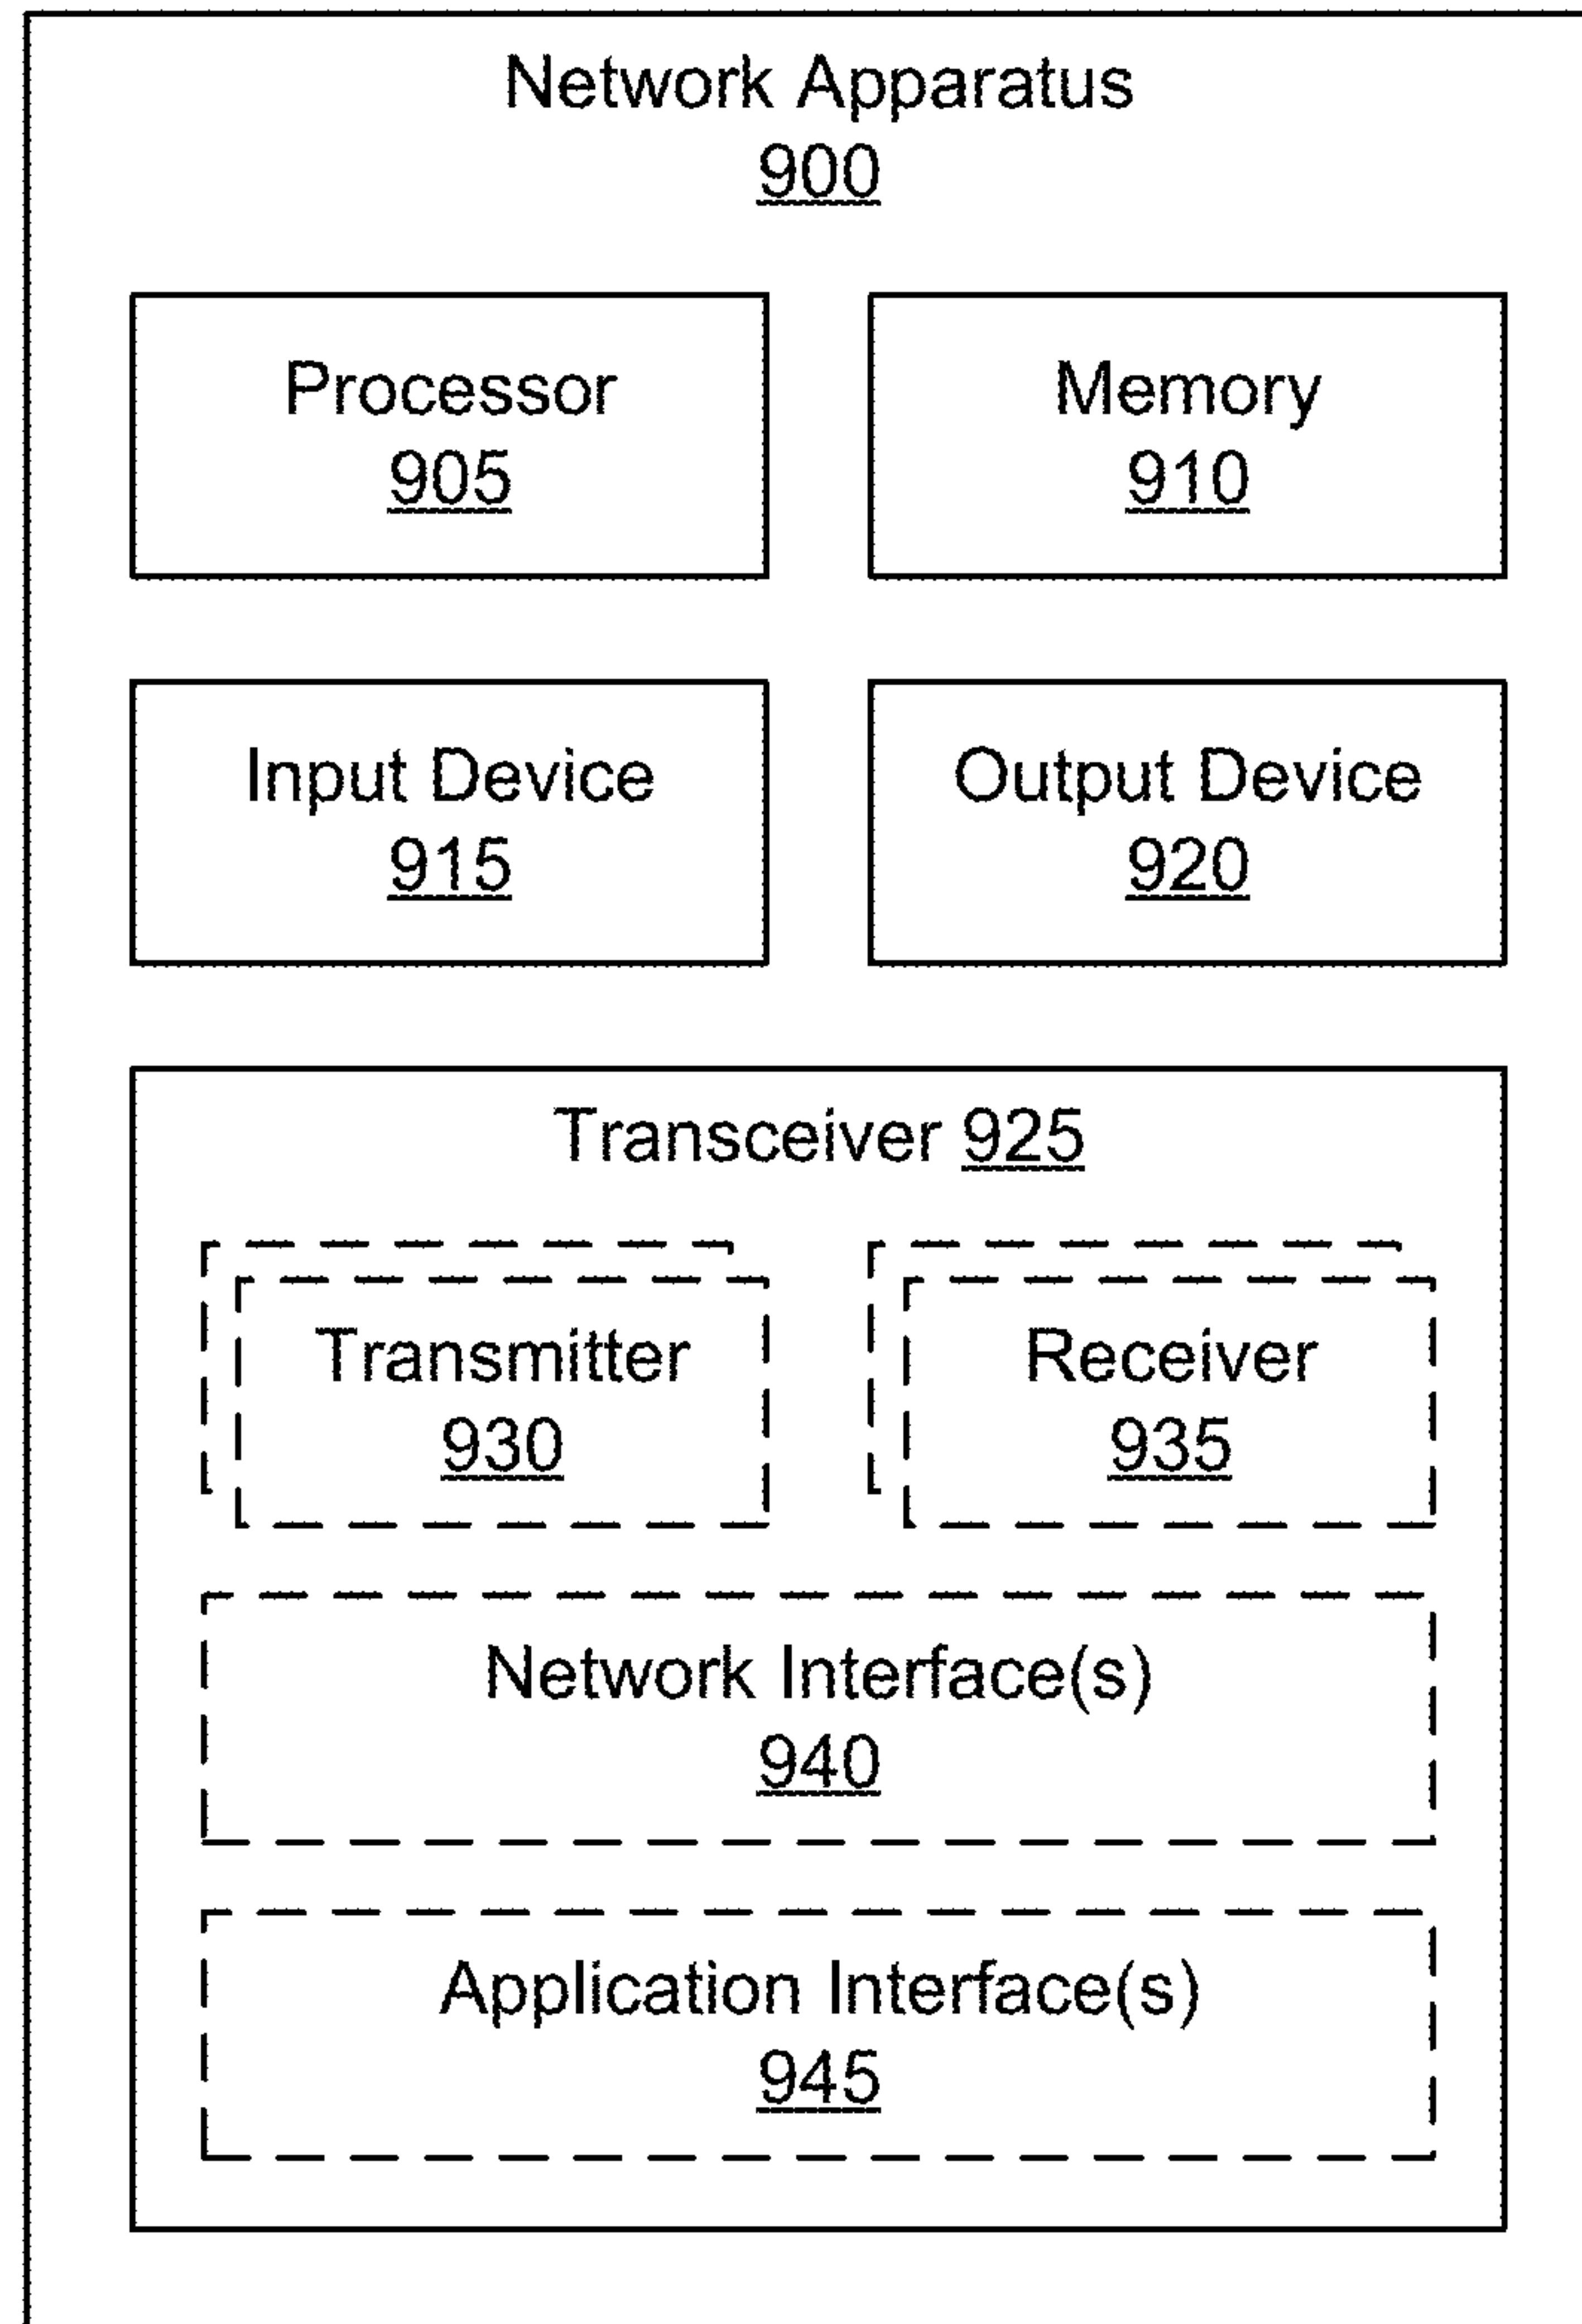 Network Apparatus
900
Processor
905
Memory
910
Input Device
915
Output Device
920
Transceiver 925
Transmitter
930
Receiver
935
Network Interface(s)
940
Application Interface(s)
945